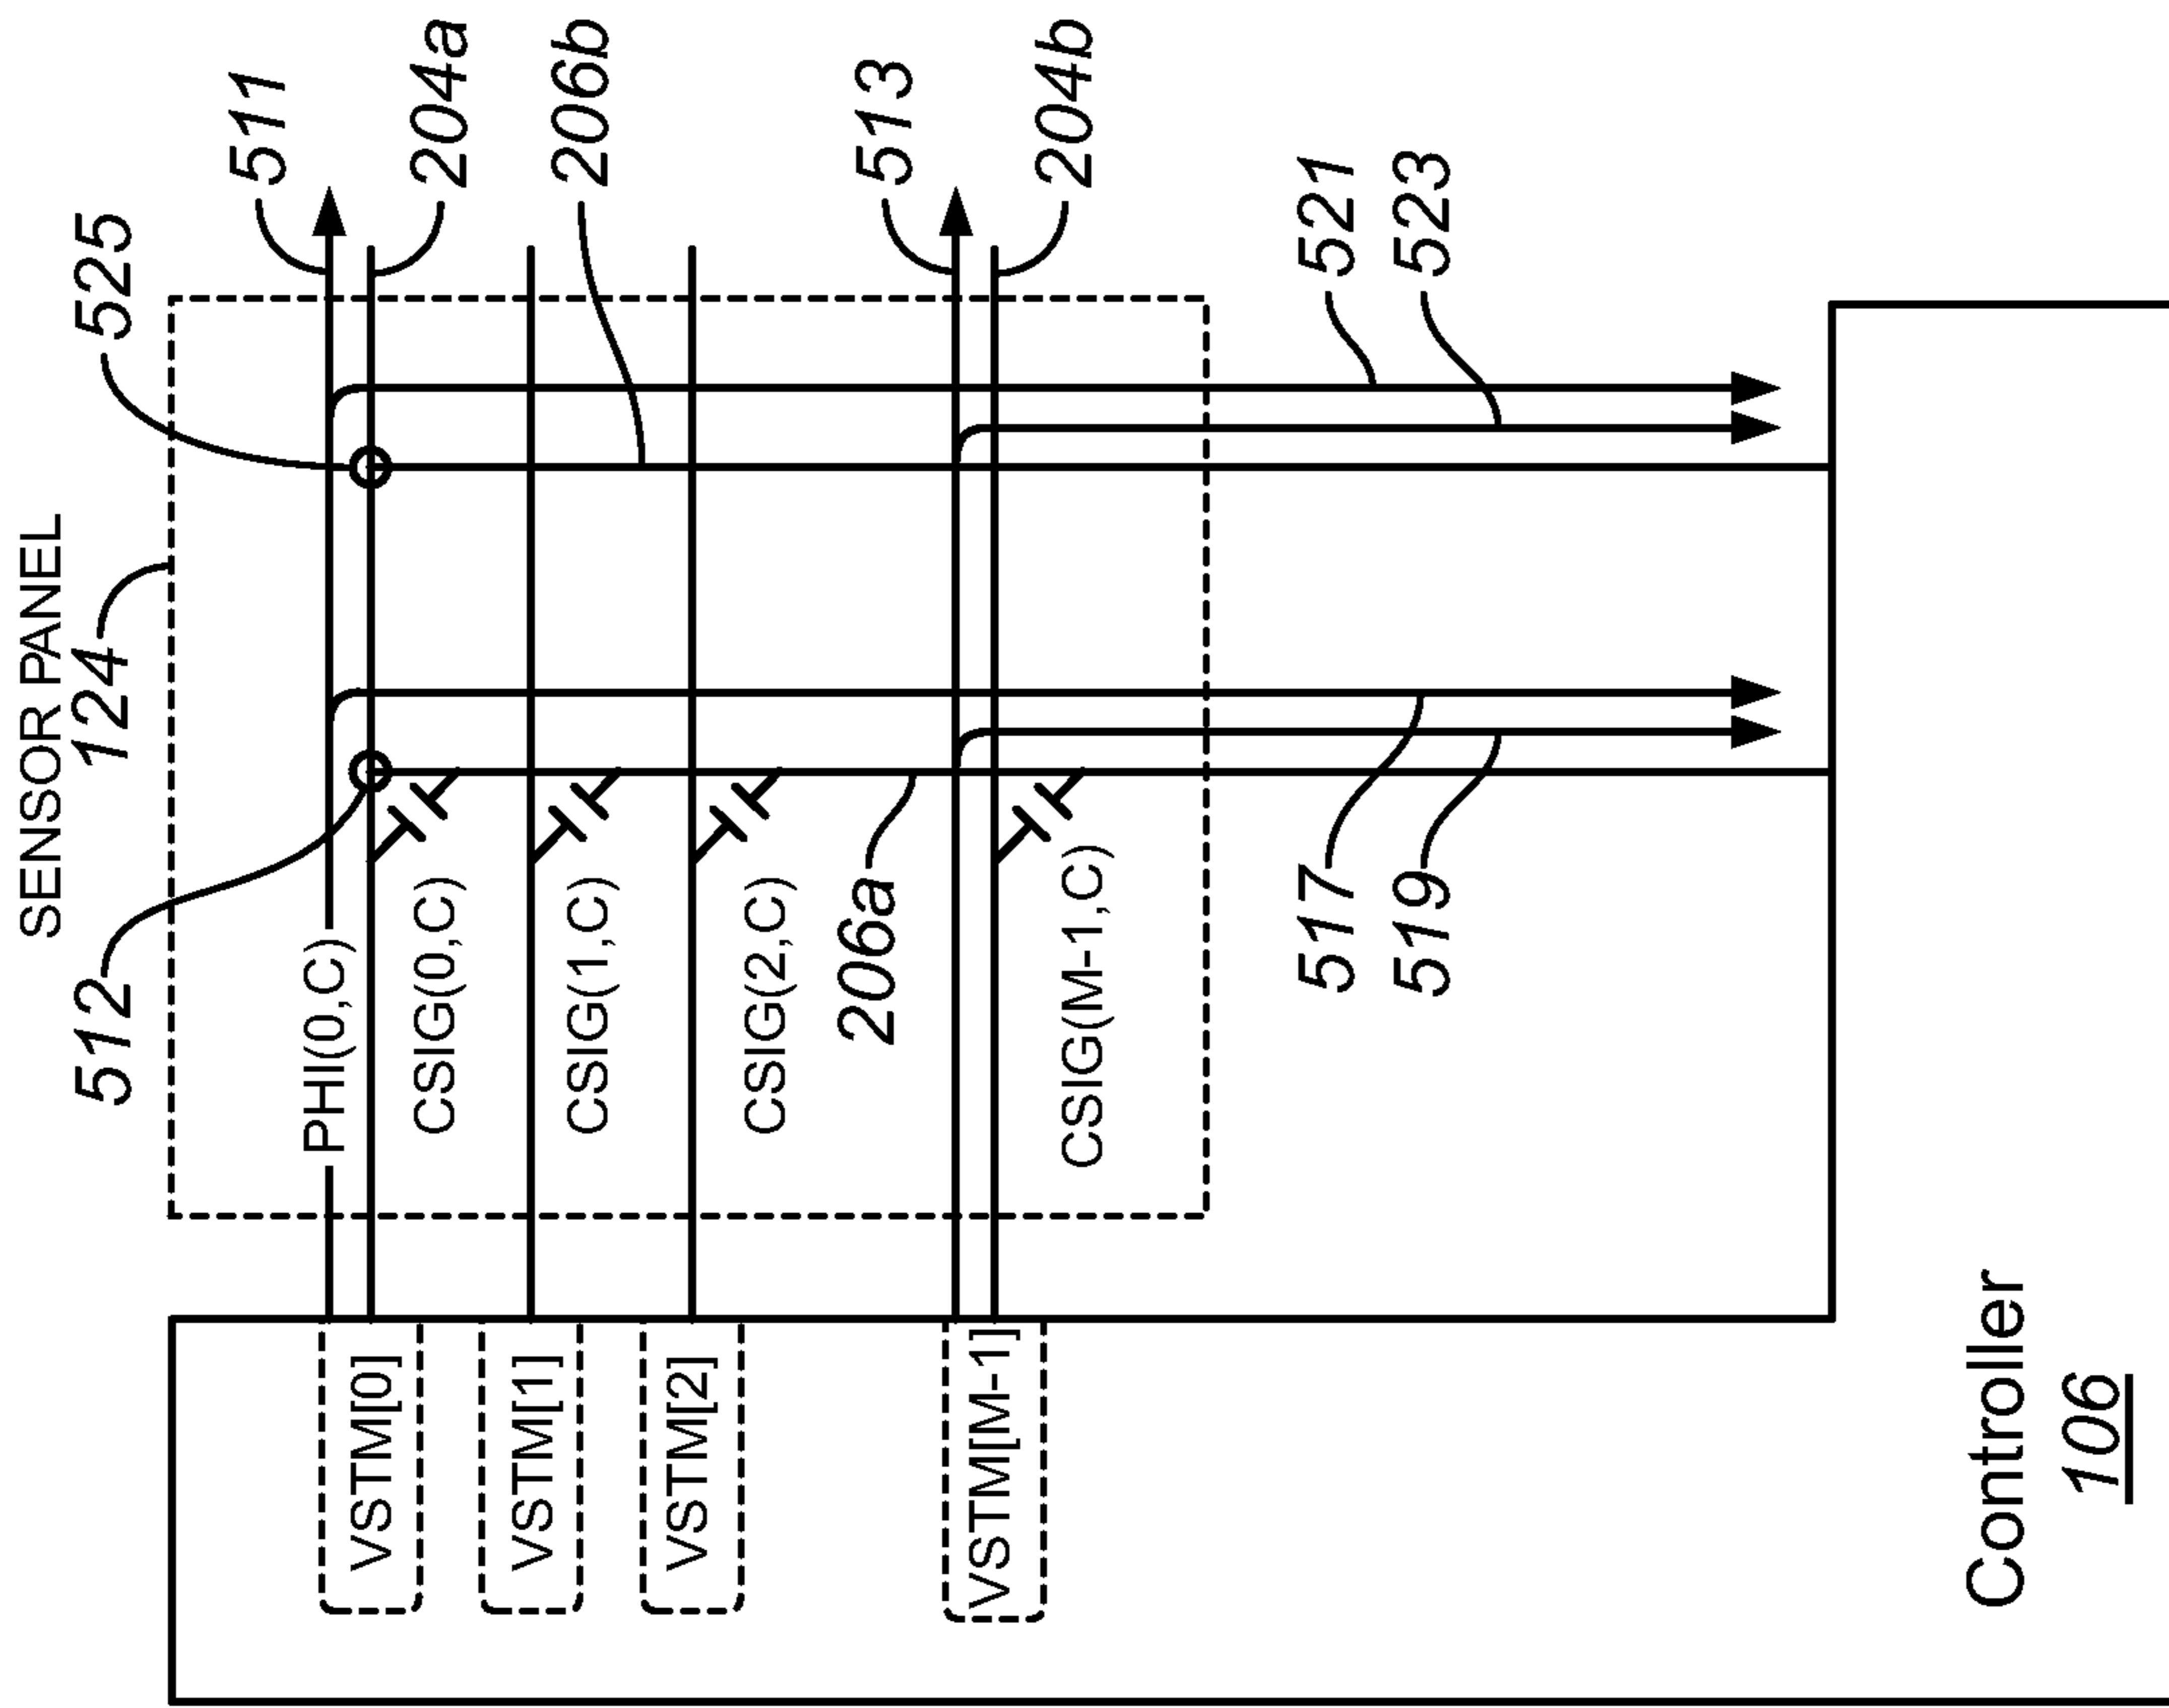 SENSOR PANEL
124
525
512
511
204a
206b
513
204b
521
523
PHI(0,C)
CSIG(0,C)
CSIG(1,C)
CSIG(2,C)
206a
CSIG(M-1,C)
517
519
VSTM[0]
VSTM[1]
VSTM[2]
VSTM[M-1]
Controller
106